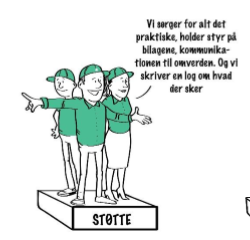 Vi sørger for alt det
praktiske, holder styr på
bilagene, kommunika-
tionen til omverden. Og vi
skriver en log om hvad
der sker
STØTTE